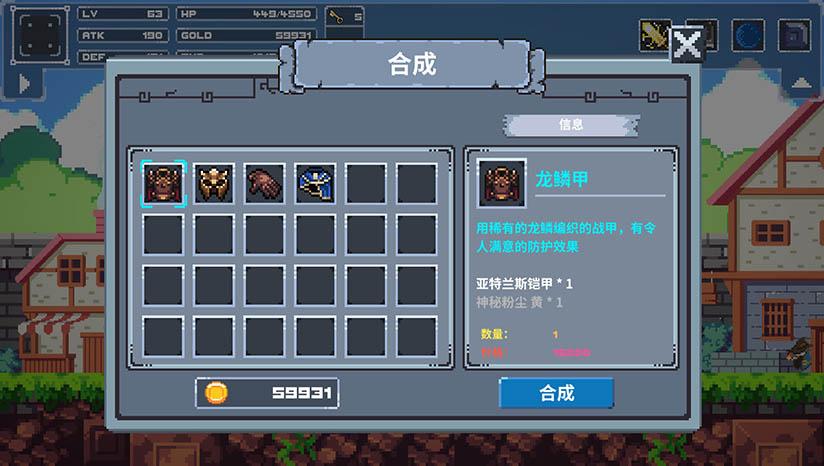 LV 63 HP 449/4550 5
ATK 190 GOLD 59931
DEF
合成
信息
龙鳞甲
用稀有的龙鳞编织的战甲，有令
人满意的防护效果
亚特兰斯铠甲 * 1
神秘粉尘 黄 * 1
数量： 1
59931
合成